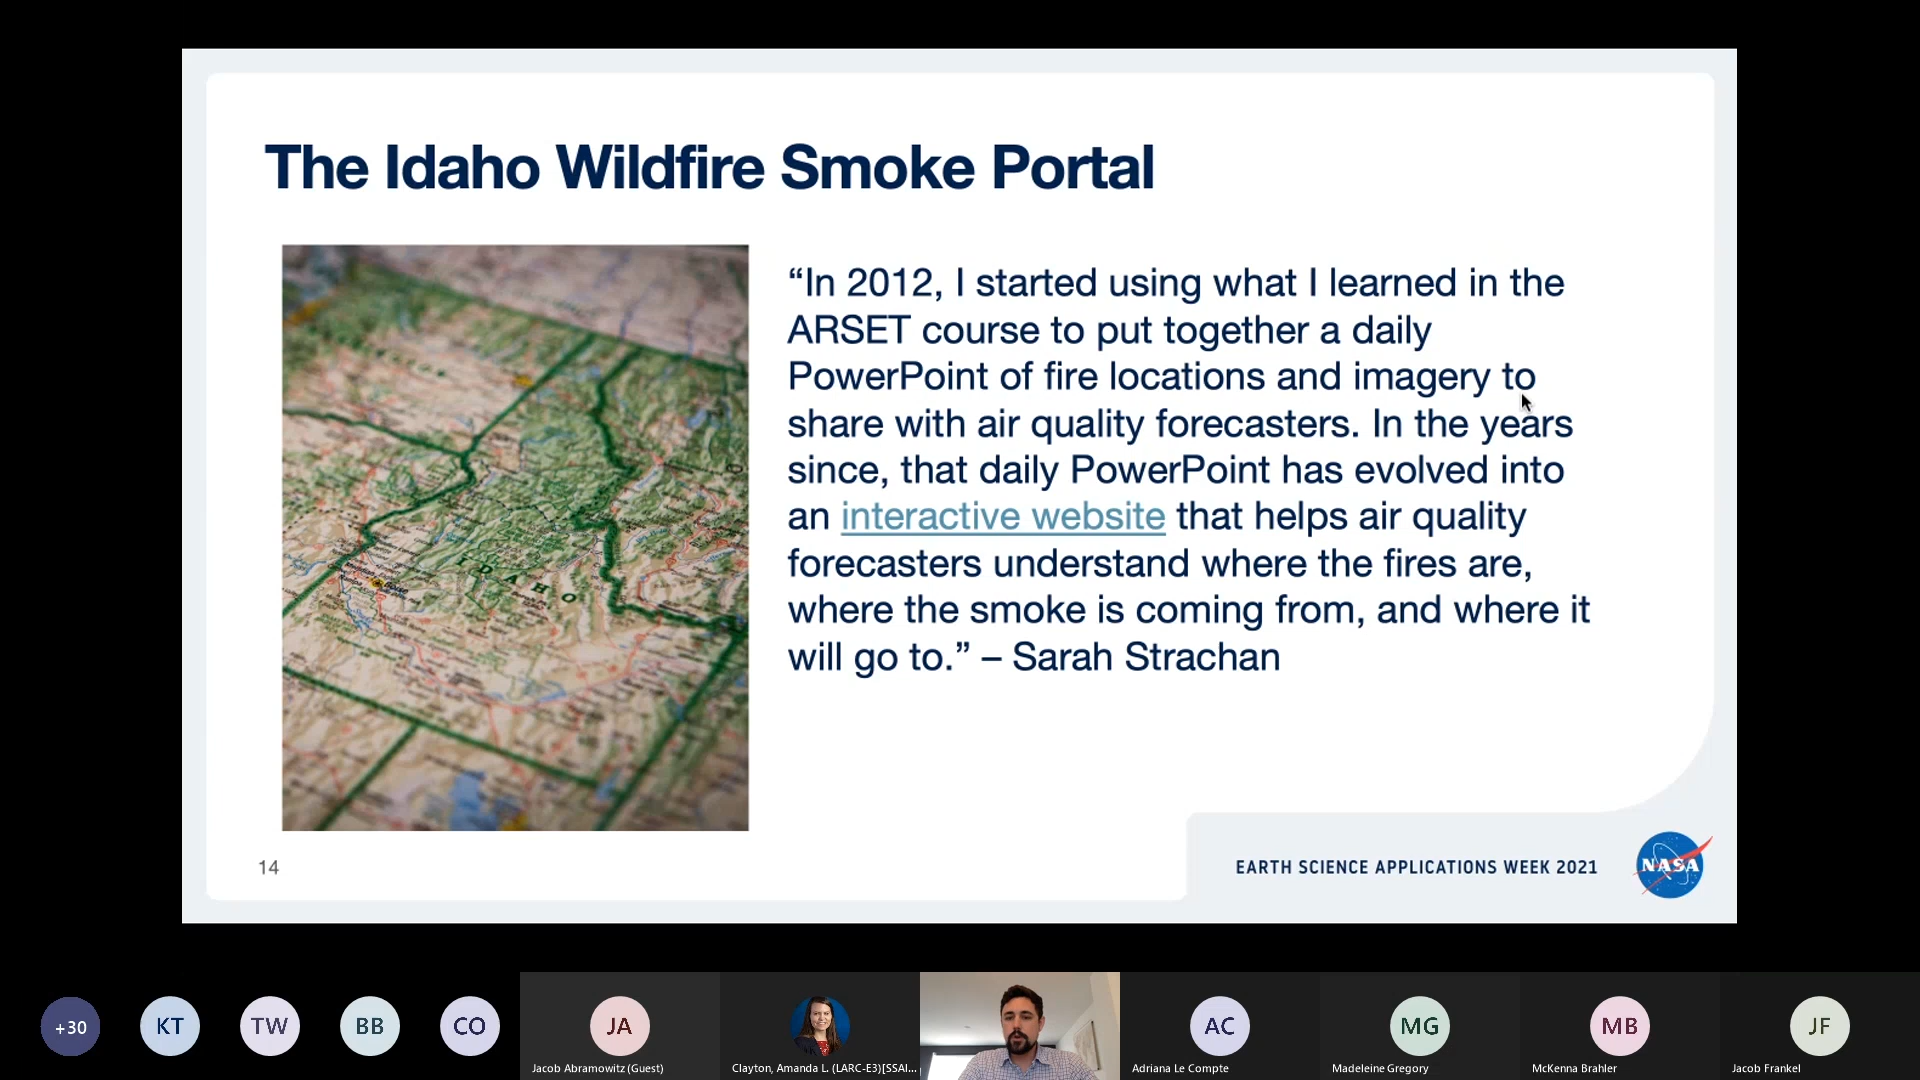 The Idaho Wildfire Smoke Portal
“In 2012, I started using what I learned in the
ARSET course to put together a daily
PowerPoint of fire locations and imagery to
share with air quality forecasters. In the years
since, that daily PowerPoint has evolved into
an interactive website that helps air quality
forecasters understand where the fires are,
where the smoke is coming from, and where it
will go to.” – Sarah Strachan
IDAHO
14
EARTH SCIENCE APPLICATIONS WEEK 2021
NASA
+30
KT
TW
BB
CO
JA
AC
MG
MB
JF
Jacob Abramowitz (Guest)
Clayton, Amanda L. (LARC-E3)[SSAI...
Adriana Le Compte
Madeleine Gregory
McKenna Brahler
Jacob Frankel